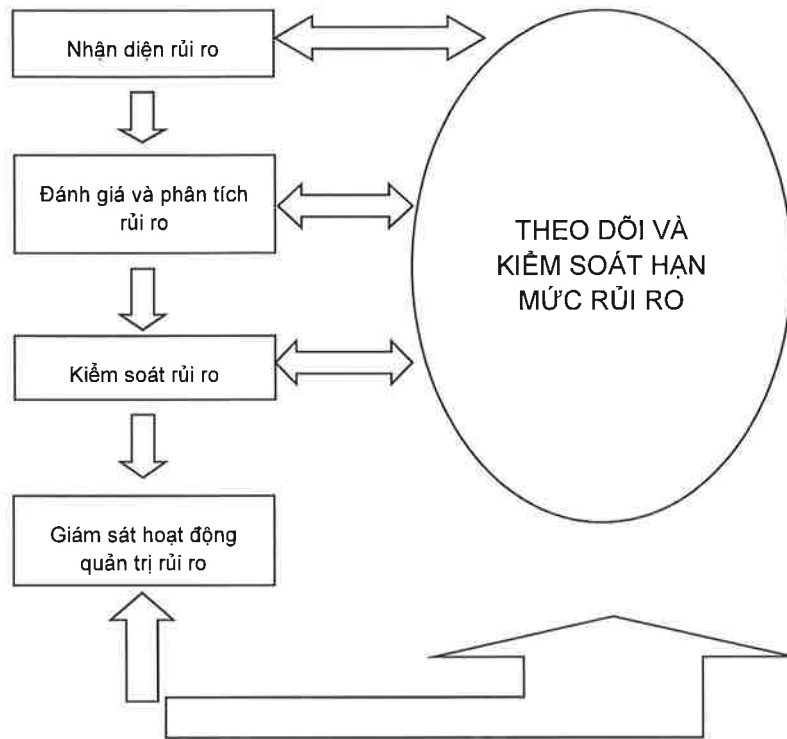 Nhận diện rủi ro
Đánh giá và phân tích
rủi ro
Kiểm soát rủi ro
Giám sát hoạt động
quản trị rủi ro
THEO DÕI VÀ
KIỂM SOÁT HẠN
MỨC RỦI RO